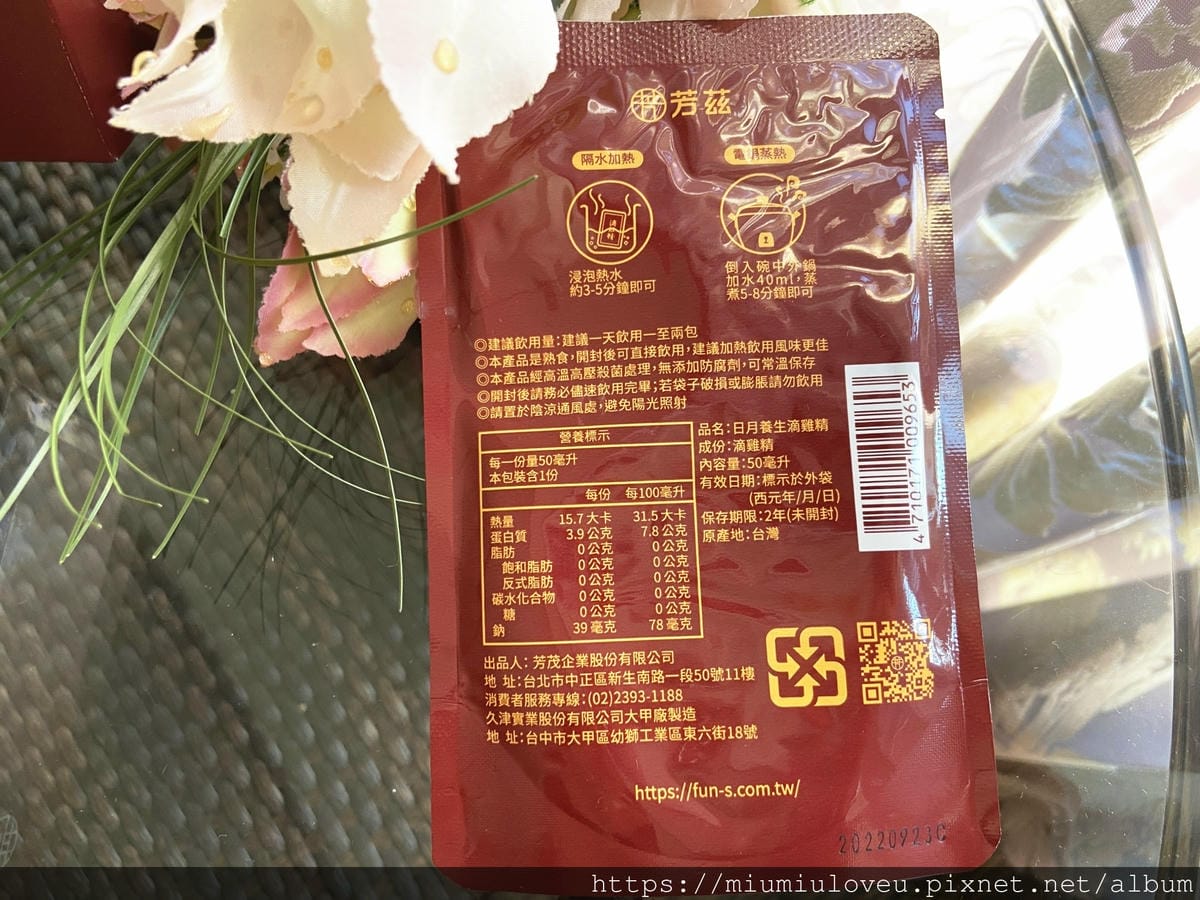 芳茲
隔水加熱
電鍋蒸熱
滴雞精
浸泡熱水
約3-5分鐘即可
倒入碗中外鍋
加水40ml,蒸
煮5-8分鐘即可
◎建議飲用量:建議一天飲用一至兩包
◎本產品是熟食,開封後可直接飲用,建議加熱飲用風味更佳
◎本產品經高溫高壓殺菌處理,無添加防腐劑,可常溫保存
◎開封後請務必儘速飲用完畢;若袋子破損或膨脹請勿飲用
◎請置於陰涼通風處,避免陽光照射
營養標示
每一份量50毫升
本包裝含1份
每份 每100毫升
熱量 15.7大卡 31.5大卡
蛋白質 3.9公克 7.8公克
脂肪 0公克 0公克
飽和脂肪 0公克 0公克
反式脂肪 0公克 0公克
碳水化合物 0公克 0公克
糖 0公克 0公克
鈉 39毫克 78毫克
品名:日月養生滴雞精
成份:滴雞精
內容量:50毫升
有效日期:標示於外袋
(西元年/月/日)
保存期限:2年(未開封)
原產地:台灣
4710171009653
出品人:芳茂企業股份有限公司
地 址:台北市中正區新生南路一段50號11樓
消費者服務專線:(02)2393-1188
久津實業股份有限公司大甲廠製造
地 址:台中市大甲區幼獅工業區東六街18號
https://fun-s.com.tw/
20220923C
https://miumiuloveu.pixnet.net/album